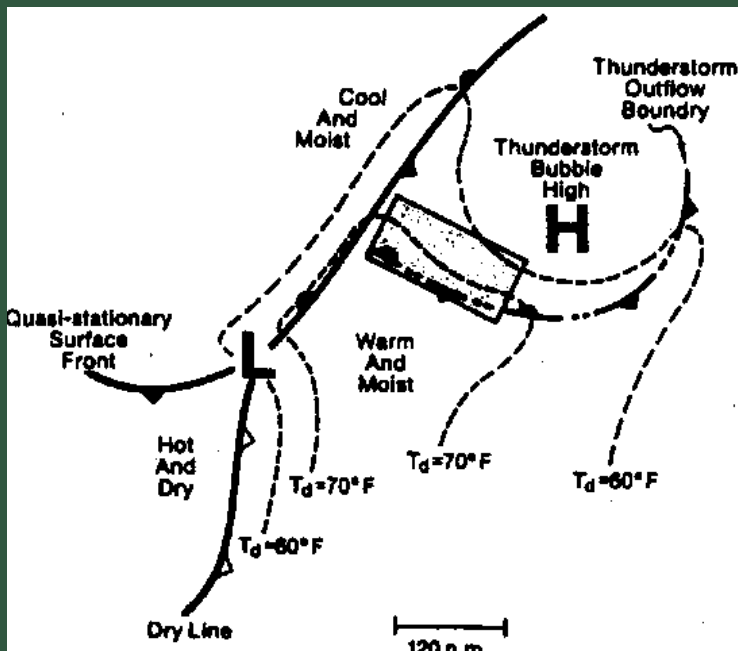 Cool
And
Moist
Thunderstorm
Outflow
Boundry
Thunderstorm
Bubble
High
H
Quasi-stationary
Surface
Front
L
Warm
And
Moist
Hot
And
Dry
Td=70°F
Td=70°F
Td=60°F
Td=60°F
Dry Line
120 n.m.